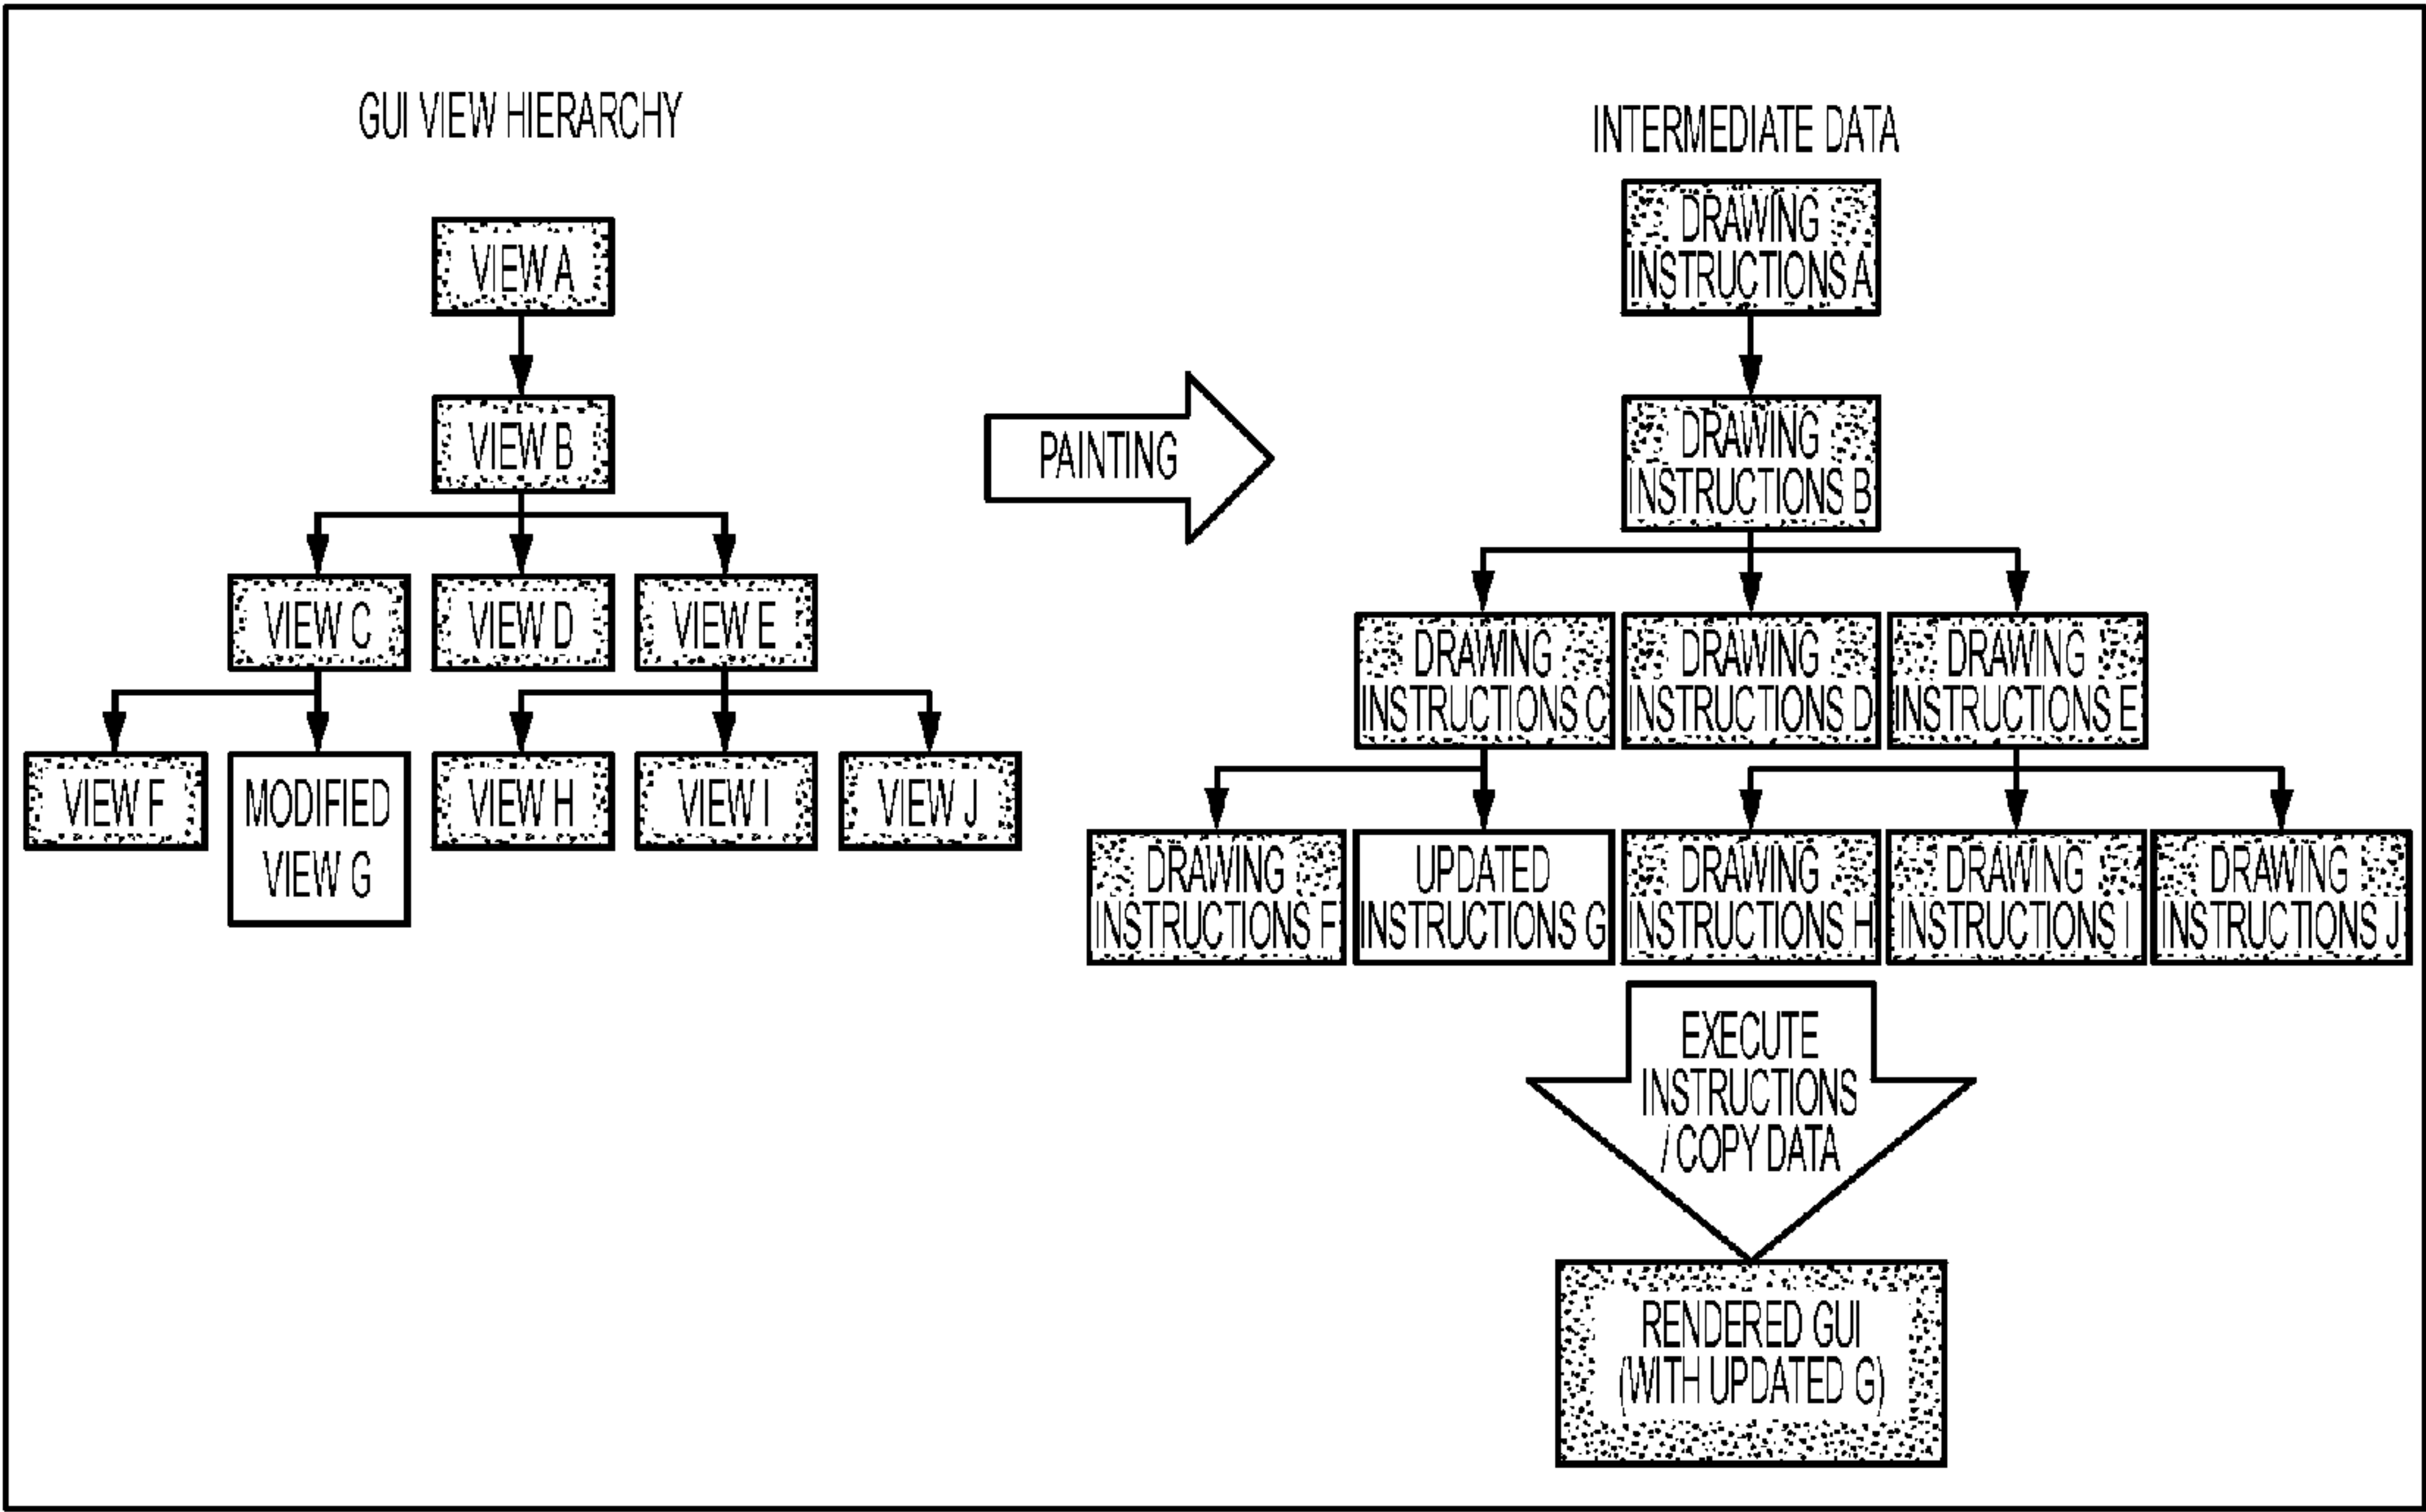 GUI VIEW HIERARCHY
VIEW A
VIEW B
VIEW C
VIEW D
VIEW E
VIEW F
MODIFIED
VIEW G
VIEW H
VIEW I
VIEW J
PAINTING
INTERMEDIATE DATA
DRAWING
INSTRUCTIONS A
DRAWING
INSTRUCTIONS B
DRAWING
INSTRUCTIONS C
DRAWING
INSTRUCTIONS D
DRAWING
INSTRUCTIONS E
DRAWING
INSTRUCTIONS F
UPDATED
INSTRUCTIONS G
DRAWING
INSTRUCTIONS H
DRAWING
INSTRUCTIONS I
DRAWING
INSTRUCTIONS J
EXECUTE
INSTRUCTIONS
/ COPY DATA
RENDERED GUI
(WITH UPDATED G)